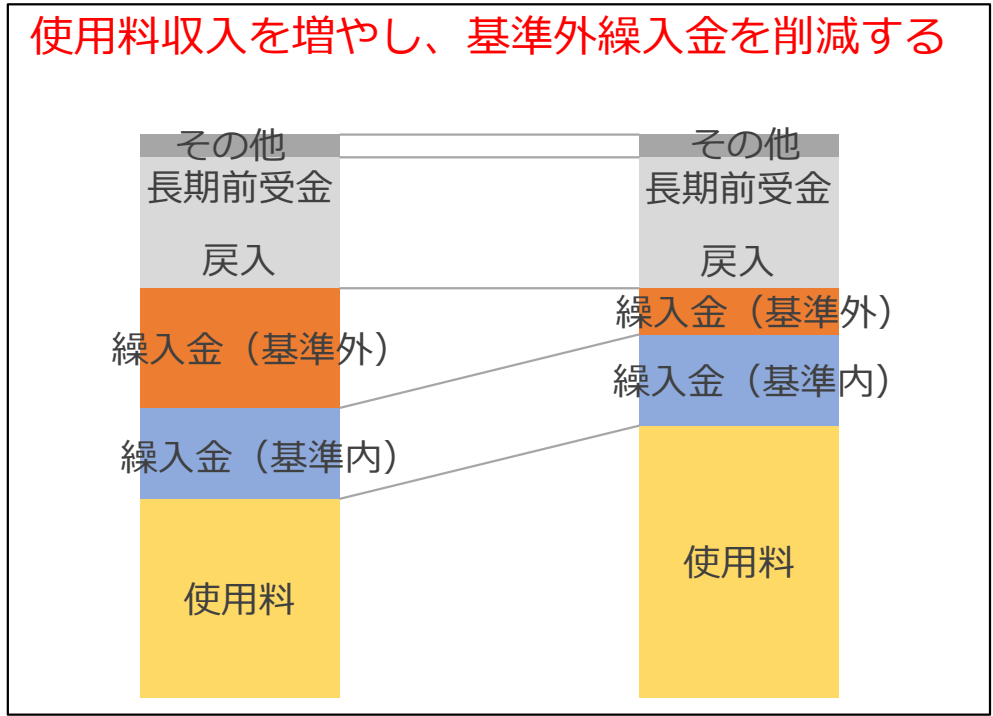 使用料収入を増やし、基準外繰入金を削減する
その他
長期前受金
戻入
繰入金（基準外）
繰入金（基準内）
使用料
その他
長期前受金
戻入
繰入金（基準外）
繰入金（基準内）
使用料